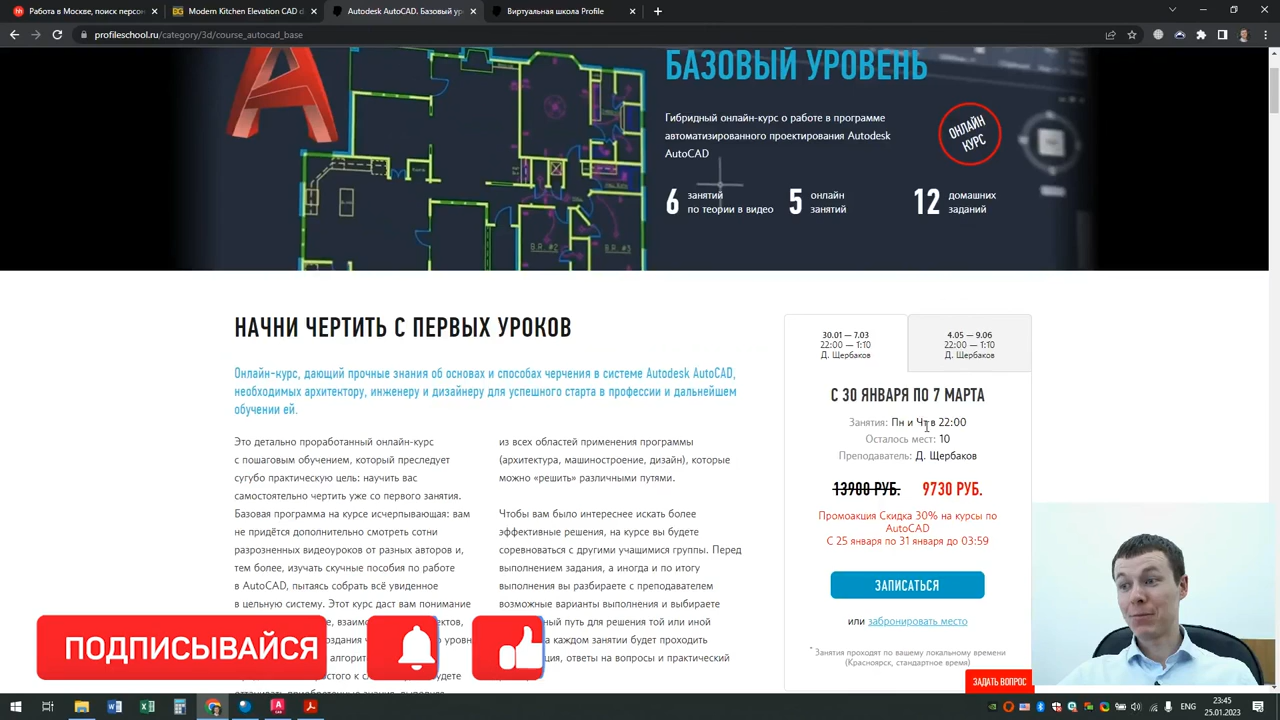 Работа в Москве, поиск персон
Modern Kitchen Elevation CAD D
Autodesk AutoCAD. Базовый ур
Виртуальная школа Profile
profileschool.ru/category/3d/course_autocad_base
БАЗОВЫЙ УРОВЕНЬ
Гибридный онлайн-курс о работе в программе
автоматизированного проектирования Autodesk
AutoCAD
ОНЛАЙН
КУРС
6 занятий по теории в видео
5 онлайн занятий
12 домашних заданий
НАЧНИ ЧЕРТИТЬ С ПЕРВЫХ УРОКОВ
Онлайн-курс, дающий прочные знания об основах и способах черчения в системе Autodesk AutoCAD,
необходимых архитектору, инженеру и дизайнеру для успешного старта в профессии и дальнейшем
обучении ей.
Это детально проработанный онлайн-курс
с пошаговым обучением, который преследует
сугубо практическую цель: научить вас
самостоятельно чертить уже со первого занятия.
Базовая программа на курсе исчерпывающая: вам
не придётся дополнительно смотреть сотни
разрозненных видеоуроков от разных авторов и,
тем более, изучать скучные пособия по работе
в AutoCAD, пытаясь собрать всё увиденное
в цельную систему. Этот курс даст вам понимание
из всех областей применения программы
(архитектура, машиностроение, дизайн), которые
можно «решить» различными путями.
Чтобы вам было интереснее искать более
эффективные решения, на курсе вы будете
соревноваться с другими учащимися группы. Перед
выполнением задания, а иногда и по итогу
выполнения вы разбираете с преподавателем
возможные варианты выполнения и выбираете
путь для решения той или иной
каждом занятии будет проходить
ответы на вопросы и практический
30.01 — 7.03
22:00 — 1:10
Д. Щербаков
4.05 — 9.06
22:00 — 1:10
Д. Щербаков
С 30 ЯНВАРЯ ПО 7 МАРТА
Занятия: Пн и Чт в 22:00
Осталось мест: 10
Преподаватель: Д. Щербаков
13900 РУБ. 9730 РУБ.
Промоакция Скидка 30% на курсы по
AutoCAD
С 25 января по 31 января до 03:59
ЗАПИСАТЬСЯ
или забронировать место
* Занятия проходят по вашему локальному времени
(Красноярск, стандартное время)
ЗАДАТЬ ВОПРОС
ПОДПИСЫВАЙСЯ
ENG
23:45
25.01.2023